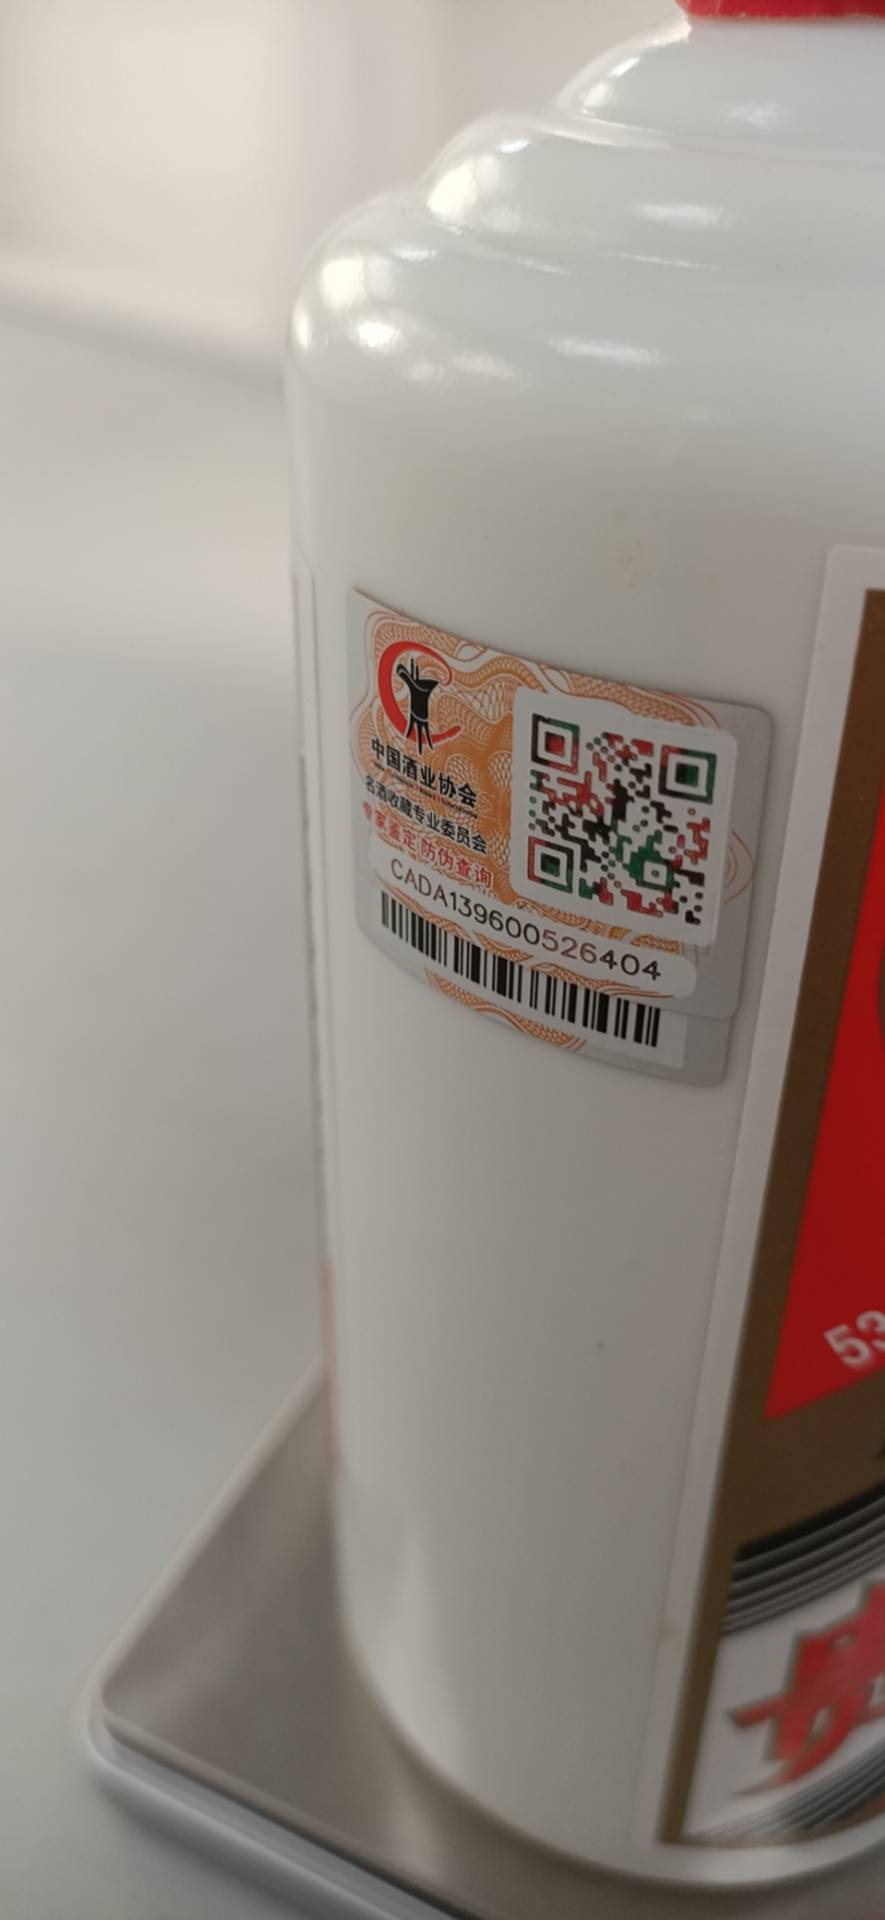 中国酒业协会
名酒收藏专业委员会
专家鉴定 防伪查询
CADA139600526404
53
贵